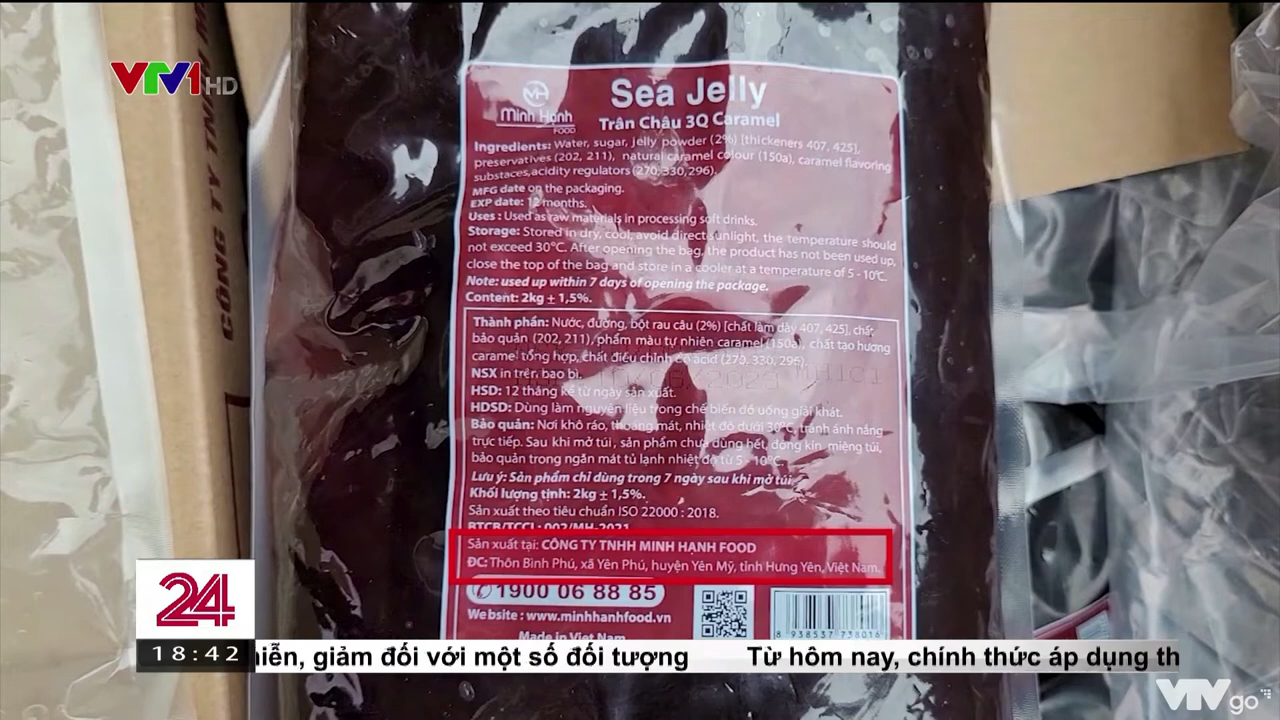 VTV1 HD
CÔNG TY TNHH M
MH
Minh Hạnh
FOOD
Sea Jelly
Trân Châu 3Q Caramel
Ingredients: Water, sugar, jelly powder (2%) [thickeners 407, 425],
preservatives (202, 211), natural caramel colour (150a), caramel flavoring
substaces,acidity regulators (270,330,296).
MFG date on the packaging.
EXP date: 12 months.
Uses : Used as raw materials in processing soft drinks.
Storage: Stored in dry, cool, avoid direct sunlight, the temperature should
not exceed 30°C. After opening the bag, the product has not been used up,
close the top of the bag and store in a cooler at a temperature of 5 - 10°C.
Note: used up within 7 days of opening the package.
Content: 2kg ± 1,5%.
Thành phần: Nước, đường, bột rau câu (2%) [chất làm dày 407, 425], chất
bảo quản (202, 211), phẩm màu tự nhiên caramel (150a), chất tạo hương
caramel tổng hợp, chất điều chỉnh độ acid (270, 330, 296).
NSX in trên bao bì.
HSD: 12 tháng kể từ ngày sản xuất.
HDSD: Dùng làm nguyên liệu trong chế biến đồ uống giải khát.
Bảo quản: Nơi khô ráo, thoáng mát, nhiệt độ dưới 30°C, tránh ánh nắng
trực tiếp. Sau khi mở túi, sản phẩm chưa dùng hết, đóng kín miệng túi,
bảo quản trong ngăn mát tủ lạnh nhiệt độ từ 5 - 10°C.
Lưu ý: Sản phẩm chỉ dùng trong 7 ngày sau khi mở túi.
Khối lượng tịnh: 2kg ± 1,5%.
Sản xuất theo tiêu chuẩn ISO 22000 : 2018.
BTCB/TCCL: 002/MH-2021
Sản xuất tại: CÔNG TY TNHH MINH HẠNH FOOD
ĐC: Thôn Bình Phú, xã Yên Phú, huyện Yên Mỹ, tỉnh Hưng Yên, Việt Nam.
1900 06 88 85
Website : www.minhhanhfood.vn
Made in Viet Nam
8 938537 738016
24
18:42
iễn, giảm đối với một số đối tượng Từ hôm nay, chính thức áp dụng th
VTV go